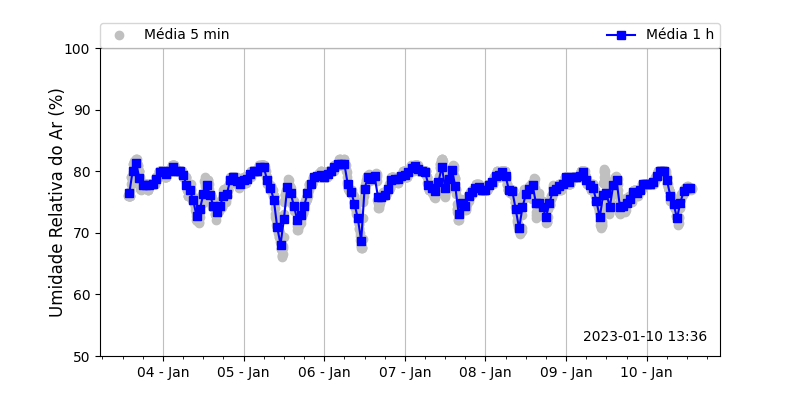 Média 5 min
Média 1 h
Umidade Relativa do Ar (%)
100
90
80
70
60
50
2023-01-10 13:36
04 - Jan
05 - Jan
06 - Jan
07 - Jan
08 - Jan
09 - Jan
10 - Jan